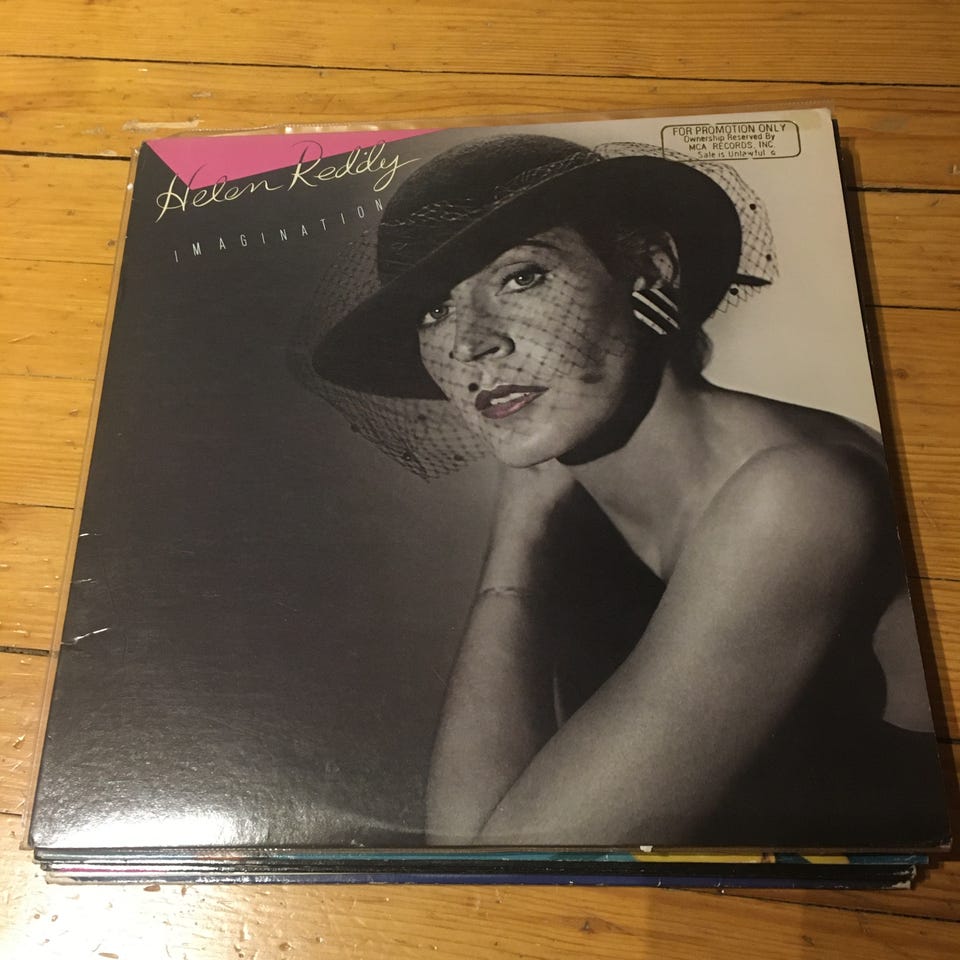 Helen Reddy
IMAGINATION
FOR PROMOTION ONLY
Ownership Reserved By
MCA RECORDS, INC.
Sale is Unlawful